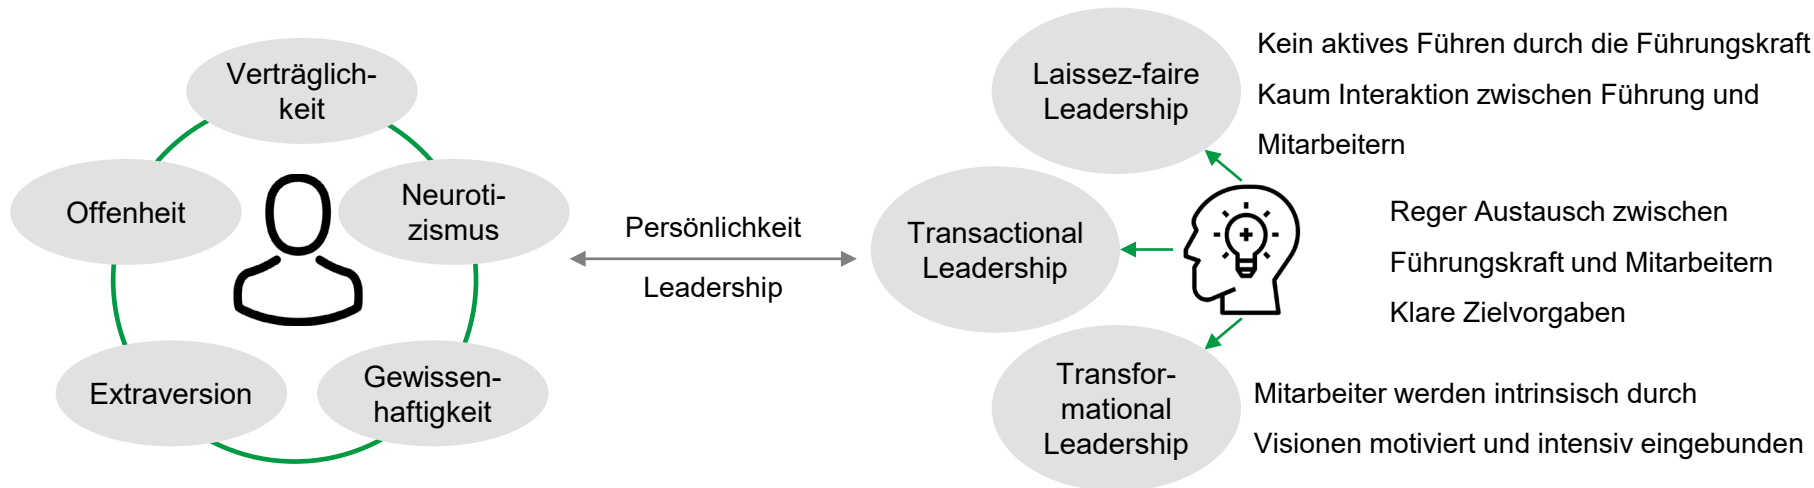 Verträglich-
keit
Offenheit
Neuroti-
zismus
Extraversion
Gewissen-
haftigkeit
Persönlichkeit
Leadership
Laissez-faire
Leadership
Kein aktives Führen durch die Führungskraft
Kaum Interaktion zwischen Führung und
Mitarbeitern
Transactional
Leadership
Reger Austausch zwischen
Führungskraft und Mitarbeitern
Klare Zielvorgaben
Transfor-
mational
Leadership
Mitarbeiter werden intrinsisch durch
Visionen motiviert und intensiv eingebunden